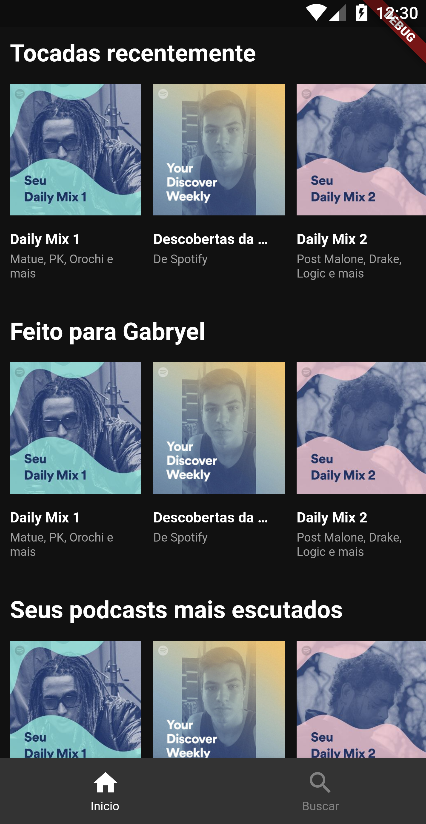 12:30
DEBUG
Tocadas recentemente
Seu
Daily Mix 1
Your
Discover
Weekly
Seu
Daily Mix 2
Daily Mix 1
Matue, PK, Orochi e
mais
Descobertas da ...
De Spotify
Daily Mix 2
Post Malone, Drake,
Logic e mais
Feito para Gabryel
Seu
Daily Mix 1
Your
Discover
Weekly
Seu
Daily Mix 2
Daily Mix 1
Matue, PK, Orochi e
mais
Descobertas da ...
De Spotify
Daily Mix 2
Post Malone, Drake,
Logic e mais
Seus podcasts mais escutados
Seu
Daily Mix 1
Your
Discover
Weekly
Seu
Daily Mix 2
Inicio
Buscar